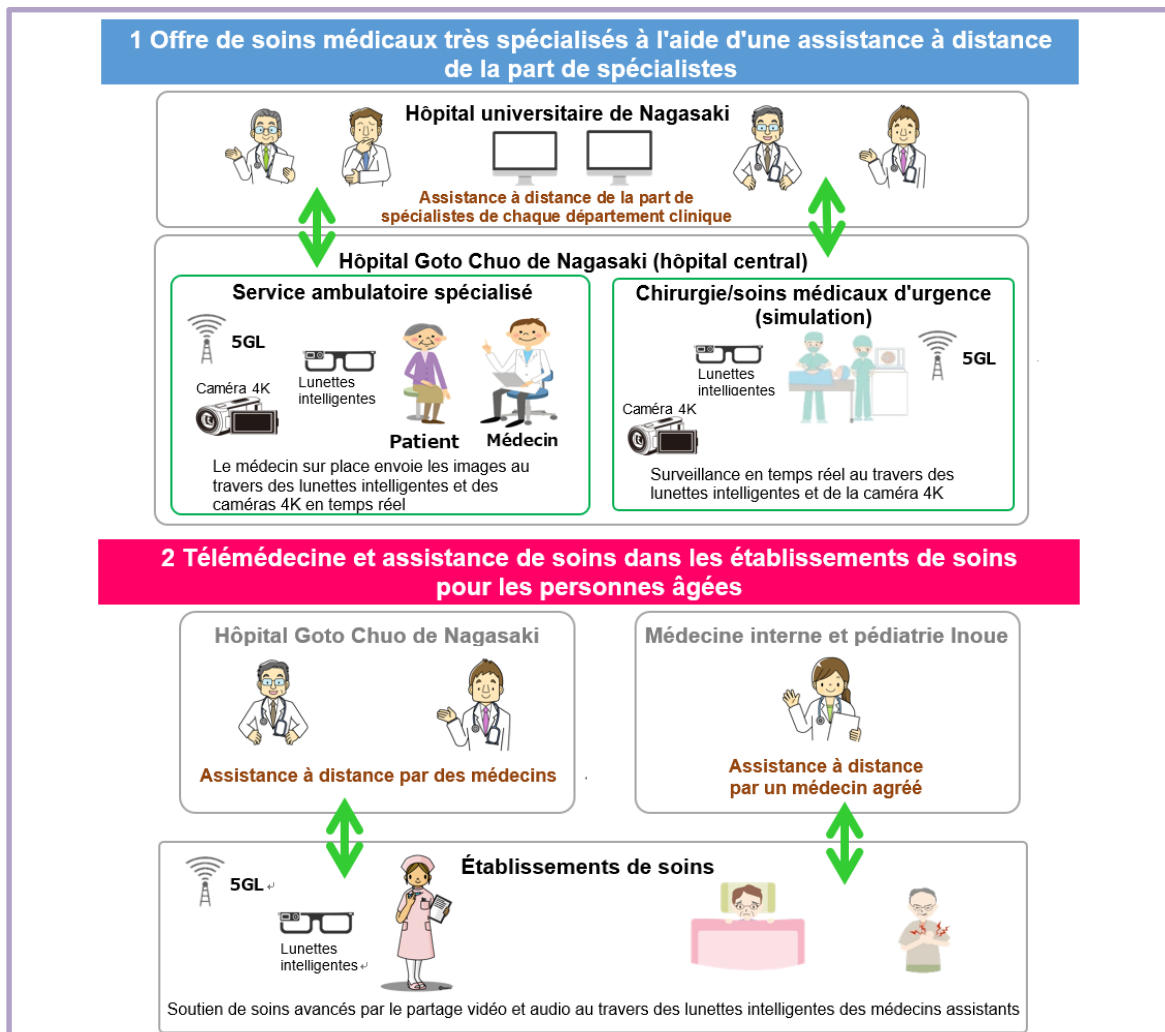 1 Offre de soins médicaux très spécialisés à l'aide d'une assistance à distance
de la part de spécialistes
Hôpital universitaire de Nagasaki
Assistance à distance de la part de
spécialistes de chaque département clinique
Hôpital Goto Chuo de Nagasaki (hôpital central)
Service ambulatoire spécialisé
5GL
Lunettes
intelligentes
Caméra 4K
Patient
Médecin
Le médecin sur place envoie les images au
travers des lunettes intelligentes et des
caméras 4K en temps réel
Chirurgie/soins médicaux d'urgence
(simulation)
Lunettes
intelligentes
5GL
Caméra 4K
Surveillance en temps réel au travers des
lunettes intelligentes et de la caméra 4K
2 Télémédecine et assistance de soins dans les établissements de soins
pour les personnes âgées
Hôpital Goto Chuo de Nagasaki
Assistance à distance par des médecins
Médecine interne et pédiatrie Inoue
Assistance à distance
par un médecin agréé
Établissements de soins
5GL
Lunettes
intelligentes
Soutien de soins avancés par le partage vidéo et audio au travers des lunettes intelligentes des médecins assistants